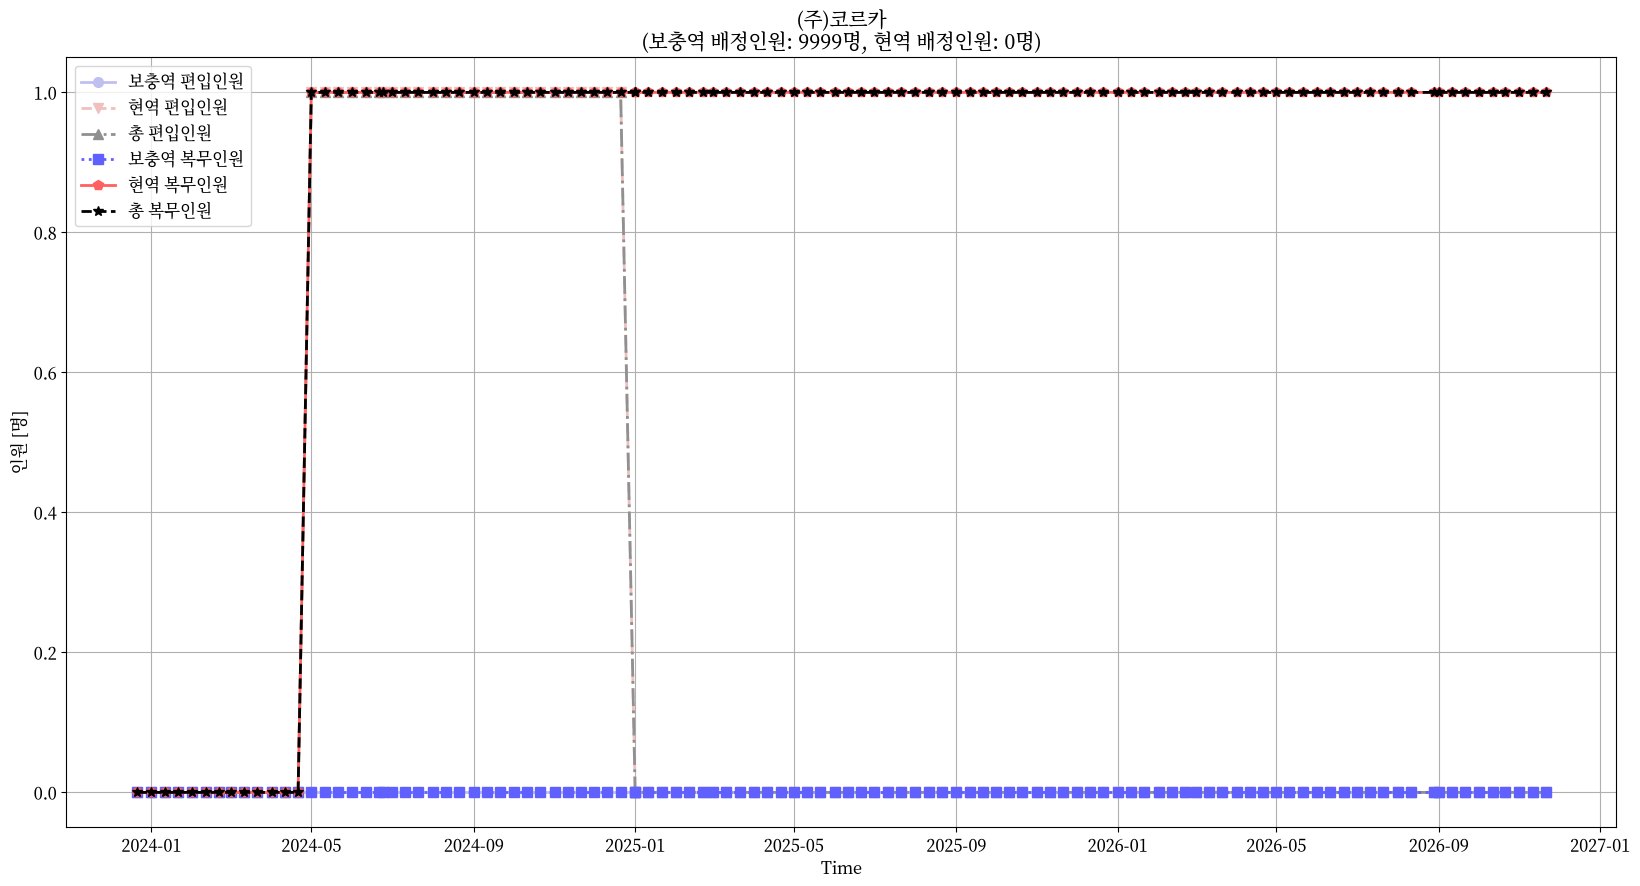 (주)코르카
(보충역 배정인원: 9999명, 현역 배정인원: 0명)
보충역 편입인원
현역 편입인원
총 편입인원
보충역 복무인원
현역 복무인원
총 복무인원
1.0
0.8
0.6
0.4
0.2
0.0
인원 [명]
2024-01
2024-05
2024-09
2025-01
2025-05
2025-09
2026-01
2026-05
2026-09
2027-01
Time